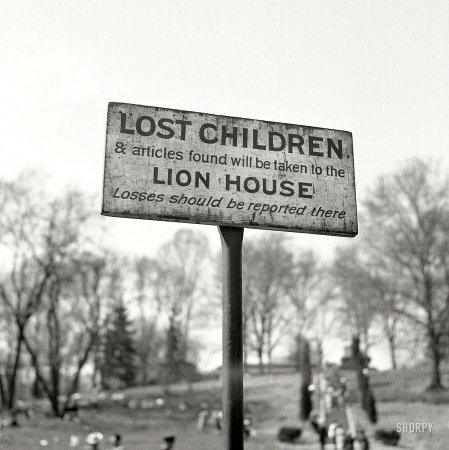 LOST CHILDREN
& articles found will be taken to the
LION HOUSE
Losses should be reported there
SHORPY